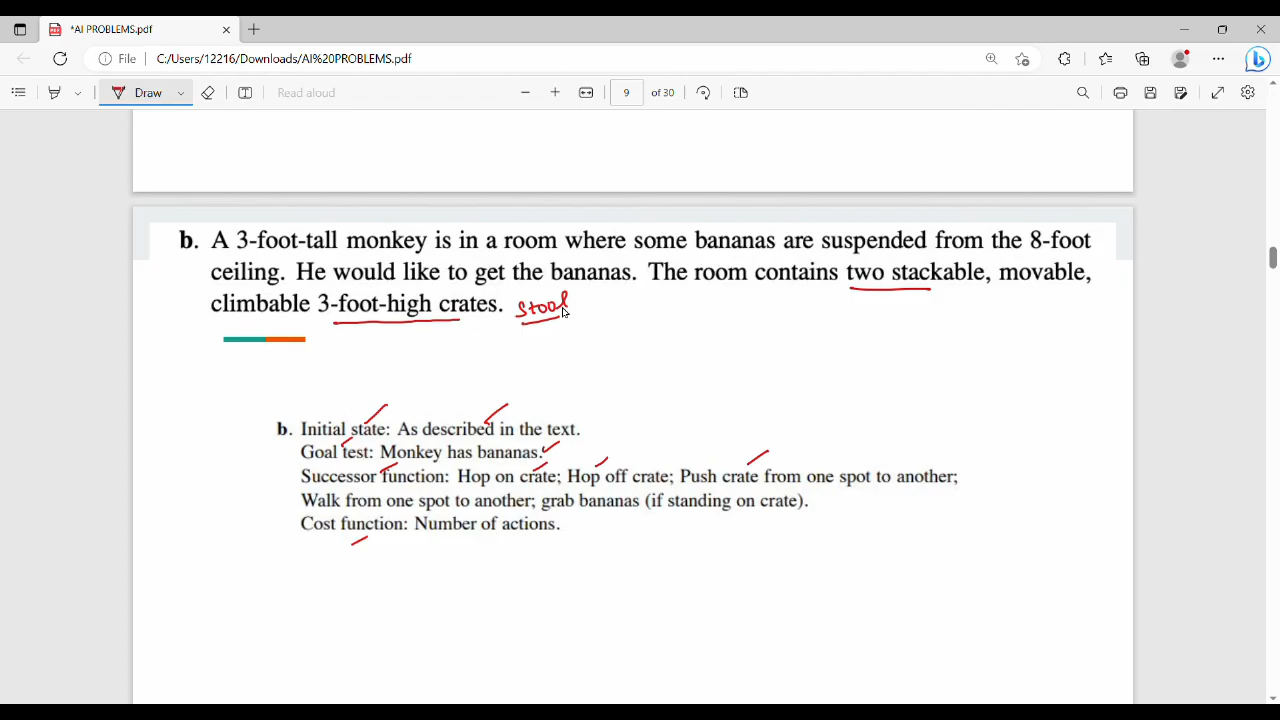 *AI PROBLEMS.pdf
File C:/Users/12216/Downloads/AI%20PROBLEMS.pdf
Draw Read aloud 9 of 30
b. A 3-foot-tall monkey is in a room where some bananas are suspended from the 8-foot
ceiling. He would like to get the bananas. The room contains two stackable, movable,
climbable 3-foot-high crates. stool
b. Initial state: As described in the text.
Goal test: Monkey has bananas.
Successor function: Hop on crate; Hop off crate; Push crate from one spot to another;
Walk from one spot to another; grab bananas (if standing on crate).
Cost function: Number of actions.